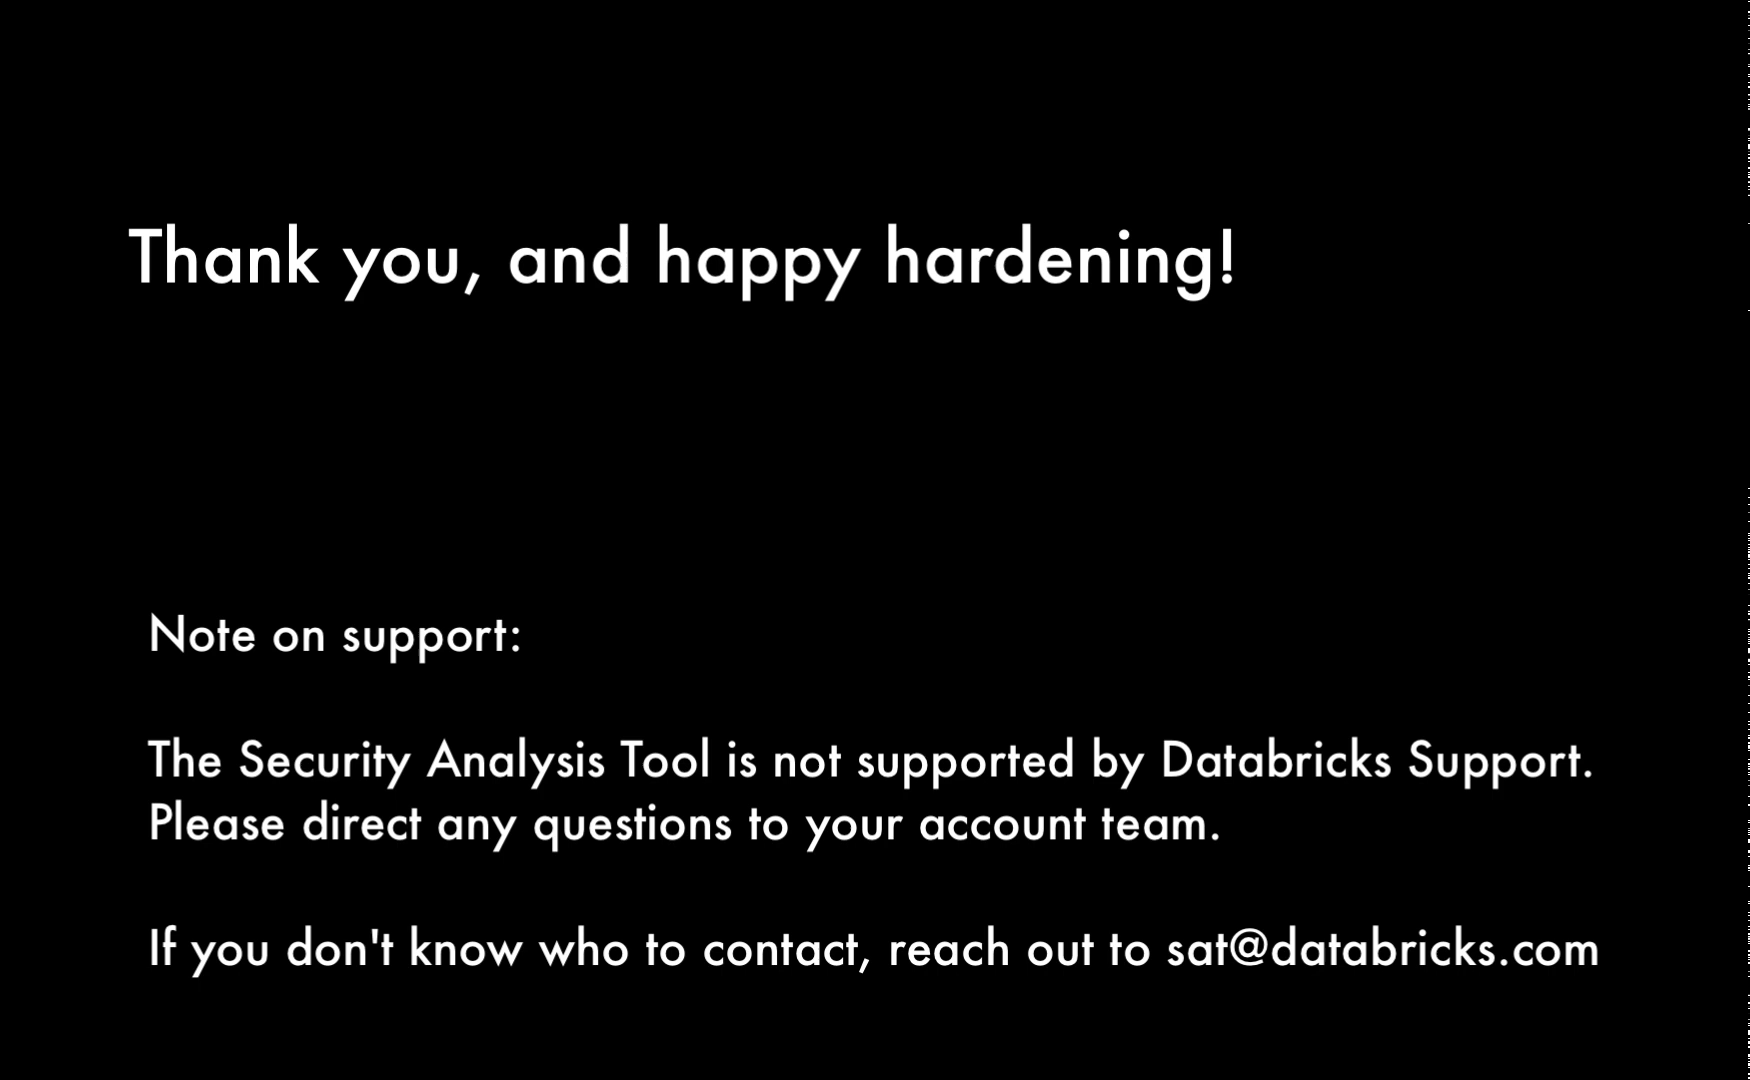 Thank you, and happy hardening!
Note on support:
The Security Analysis Tool is not supported by Databricks Support.
Please direct any questions to your account team.
If you don't know who to contact, reach out to sat@databricks.com